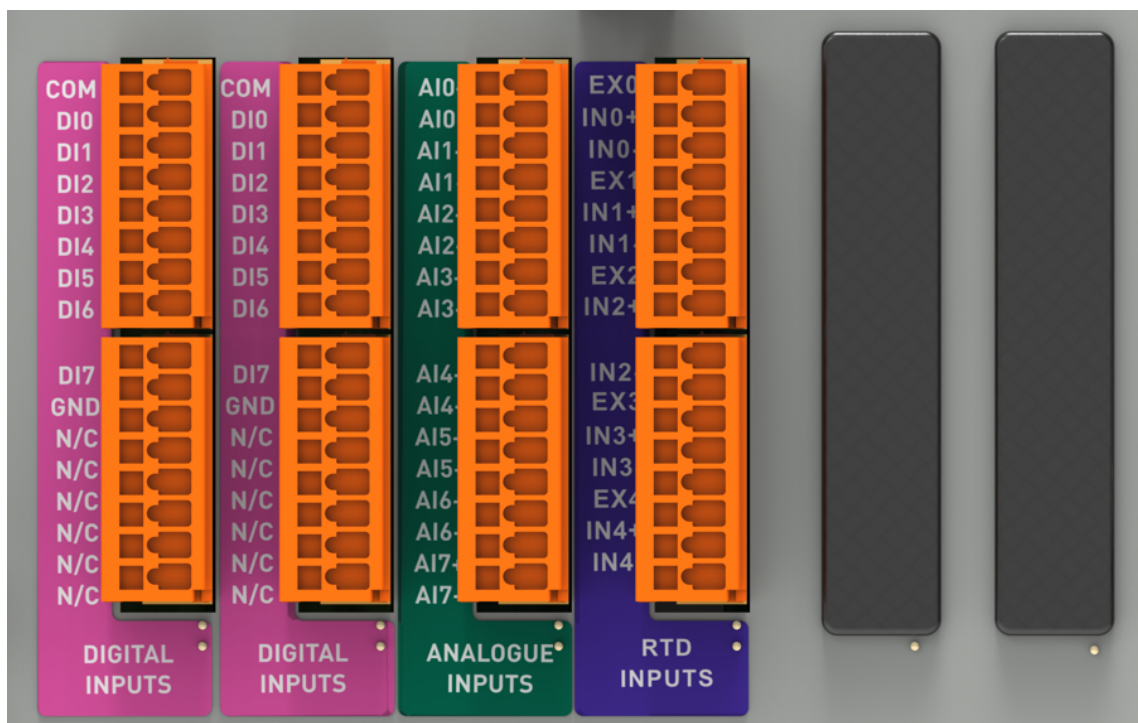 COM
DI0
DI1
DI2
DI3
DI4
DI5
DI6
DI7
GND
N/C
N/C
N/C
N/C
N/C
N/C
DIGITAL
INPUTS
COM
DI0
DI1
DI2
DI3
DI4
DI5
DI6
DI7
GND
N/C
N/C
N/C
N/C
N/C
N/C
DIGITAL
INPUTS
AI0-
AI0
AI1-
AI1-
AI2-
AI2-
AI3-
AI3-
AI4-
AI4-
AI5-
AI5-
AI6-
AI6-
AI7+
AI7-
ANALOGUE
INPUTS
EX0
IN0+
IN0-
EX1
IN1+
IN1-
EX2
IN2+
IN2-
EX3
IN3+
IN3
EX4
IN4+
IN4
RTD
INPUTS